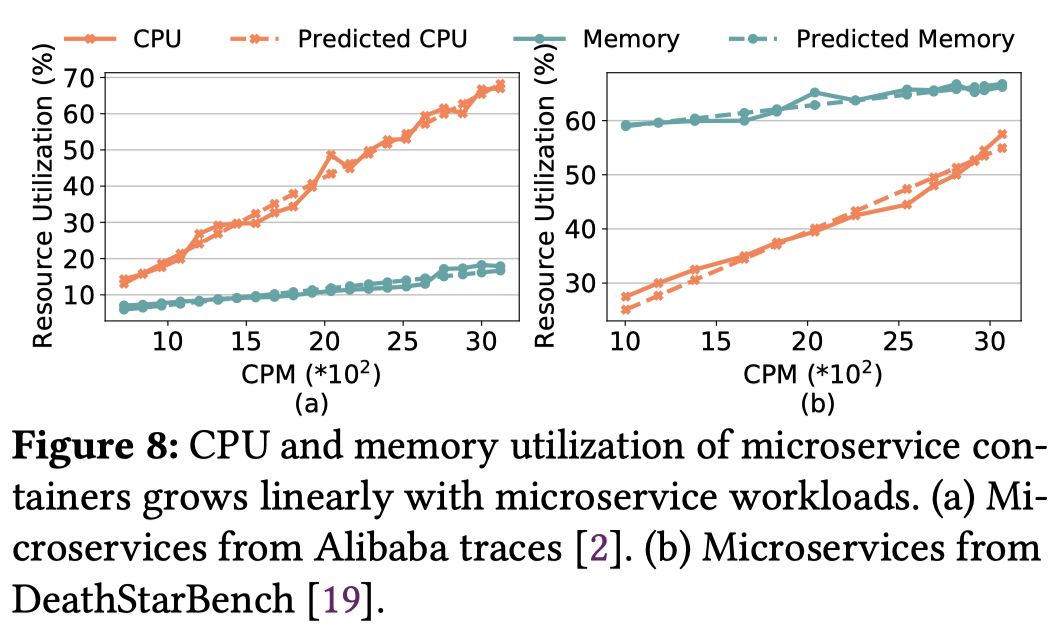 CPU Predicted CPU Memory Predicted Memory
Resource Utilization (%)
70
60
50
40
30
20
10
10 15 20 25 30
CPM (*10²)
(a)
Resource Utilization (%)
60
50
40
30
10 15 20 25 30
CPM (*10²)
(b)
Figure 8: CPU and memory utilization of microservice con-
tainers grows linearly with microservice workloads. (a) Mi-
croservices from Alibaba traces [2]. (b) Microservices from
DeathStarBench [19].